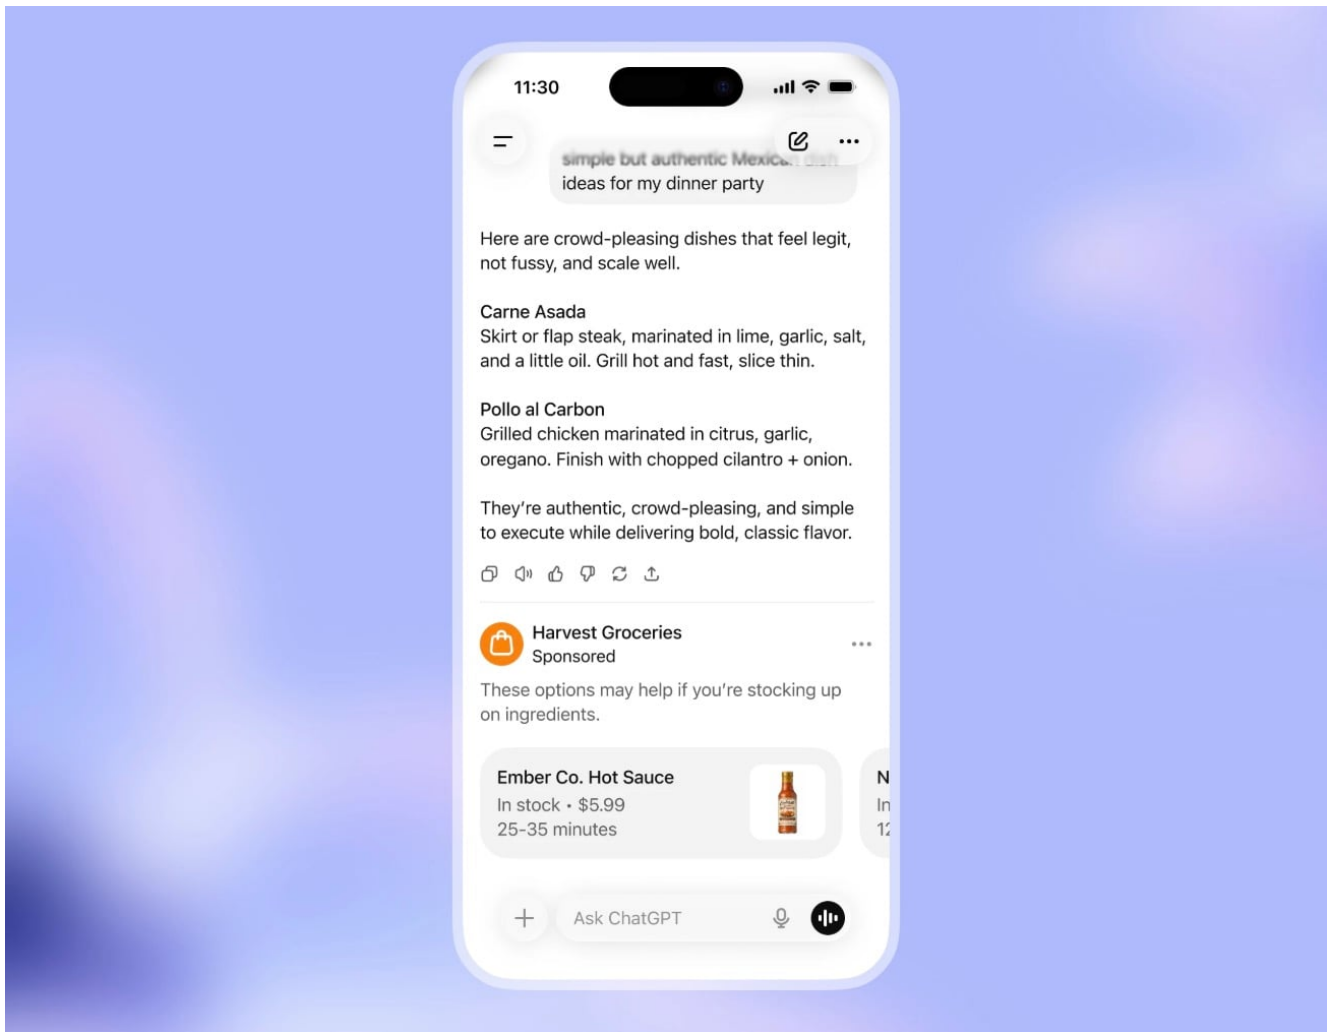 11:30
simple but authentic Mexican dish
ideas for my dinner party
Here are crowd-pleasing dishes that feel legit,
not fussy, and scale well.
Carne Asada
Skirt or flap steak, marinated in lime, garlic, salt,
and a little oil. Grill hot and fast, slice thin.
Pollo al Carbon
Grilled chicken marinated in citrus, garlic,
oregano. Finish with chopped cilantro + onion.
They’re authentic, crowd-pleasing, and simple
to execute while delivering bold, classic flavor.
Harvest Groceries
Sponsored
These options may help if you’re stocking up
on ingredients.
Ember Co. Hot Sauce
In stock • $5.99
25-35 minutes
N
In
12
Ask ChatGPT